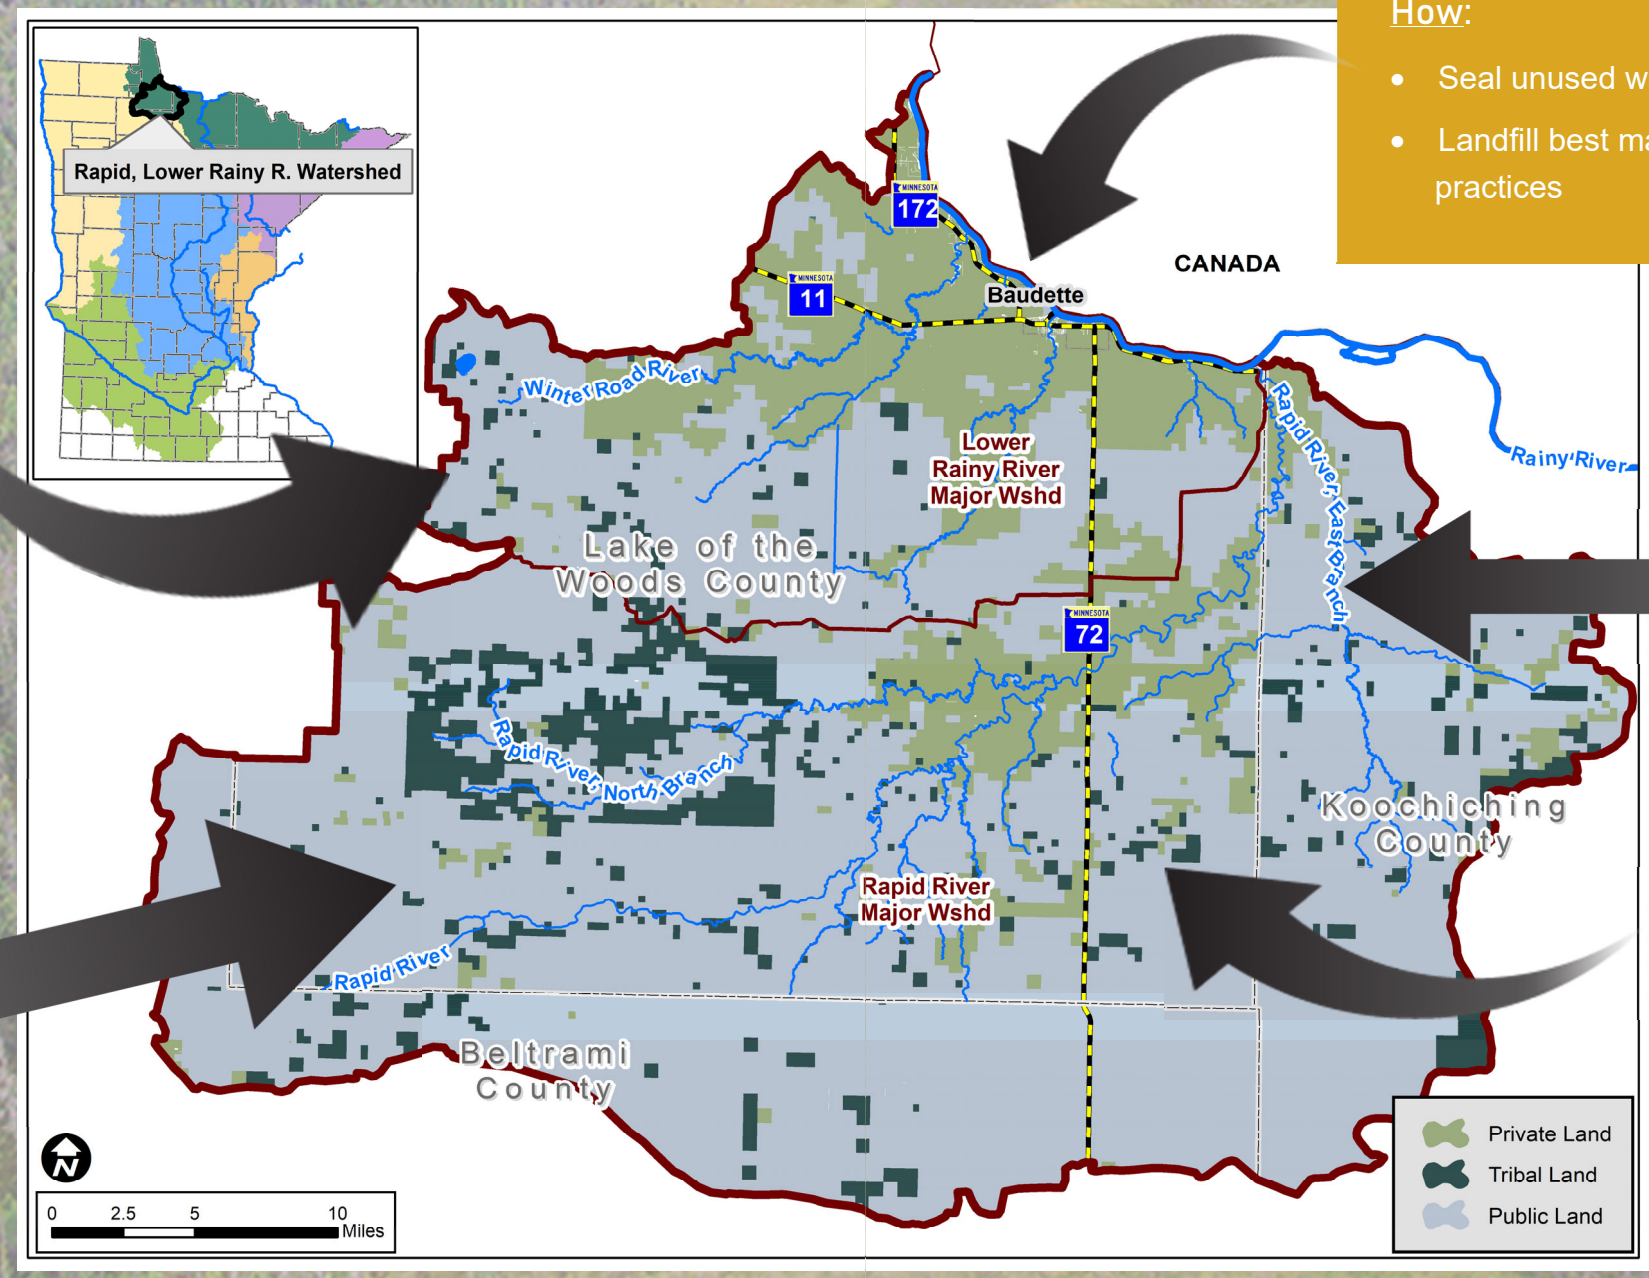 How:
• Seal unused w
• Landfill best ma
practices
Rapid, Lower Rainy R. Watershed
MINNESOTA
172
CANADA
MINNESOTA
11
Baudette
Winter Road River
Rapid River, East Branch
Lower
Rainy River
Major Wshd
Rainy River
Lake of the
Woods County
MINNESOTA
72
Rapid River, North Branch
Koochiching
County
Rapid River
Major Wshd
Rapid River
Beltrami
County
N
0 2.5 5 10
Miles
Private Land
Tribal Land
Public Land